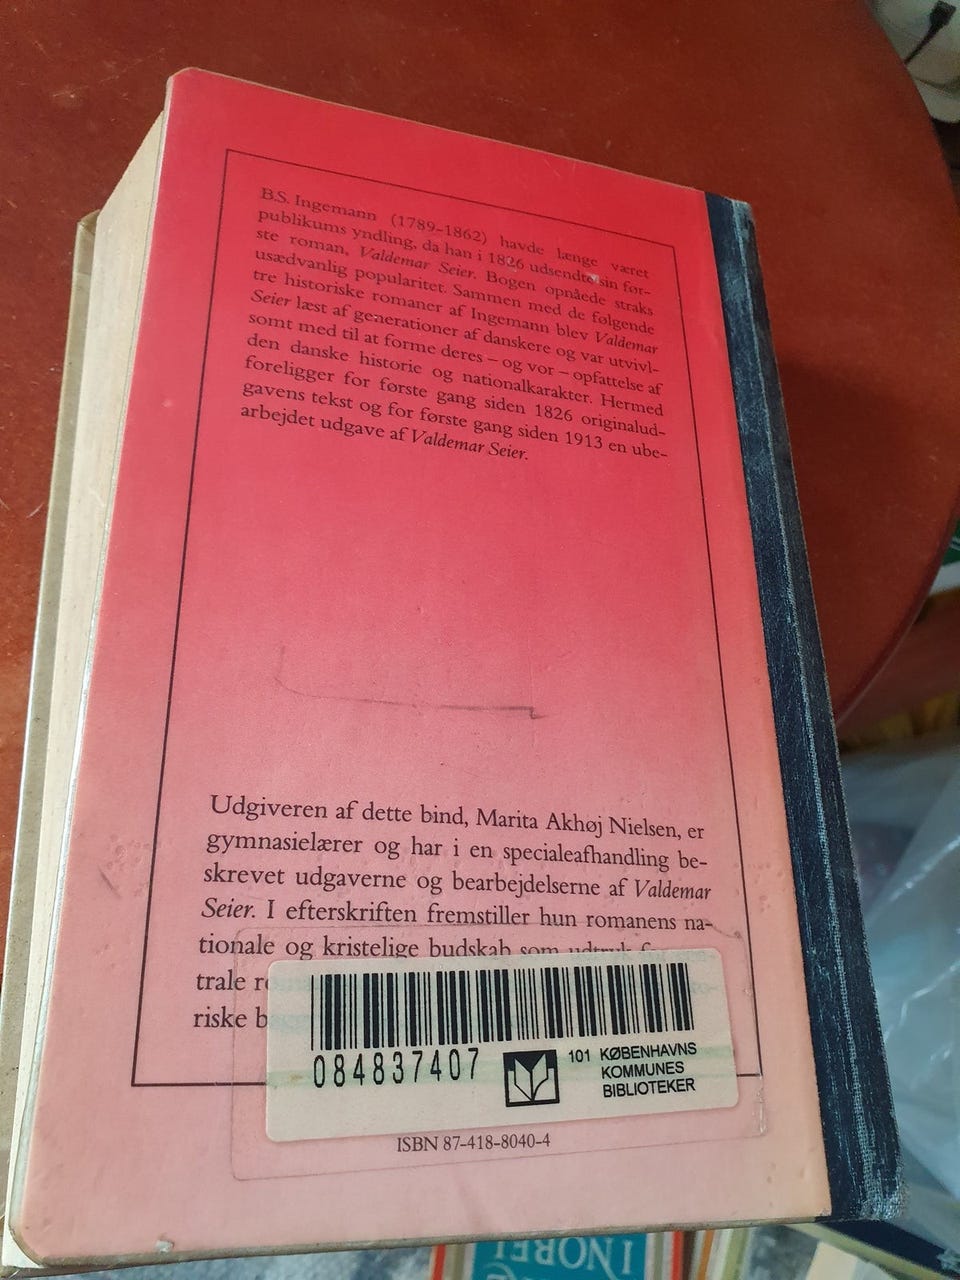 B.S. Ingemann (1789-1862) havde længe været
publikums yndling, da han i 1826 udsendte sin før-
ste roman, Valdemar Seier. Bogen opnåede straks
usædvanlig popularitet. Sammen med de følgende
tre historiske romaner af Ingemann blev Valdemar
Seier læst af generationer af danskere og var utvivl-
somt med til at forme deres – og vor – opfattelse af
den danske historie og nationalkarakter. Hermed
foreligger for første gang siden 1826 originalud-
gavens tekst og for første gang siden 1913 en ube-
arbejdet udgave af Valdemar Seier.
Udgiveren af dette bind, Marita Akhøj Nielsen, er
gymnasielærer og har i en specialeafhandling be-
skrevet udgaverne og bearbejdelserne af Valdemar
Seier. I efterskriften fremstiller hun romanens na-
tionale og kristelige budskab som udtryk
trale
riske
084837407
101 KØBENHAVNS
KOMMUNES
BIBLIOTEKER
ISBN 87-418-8040-4
I NOBEL